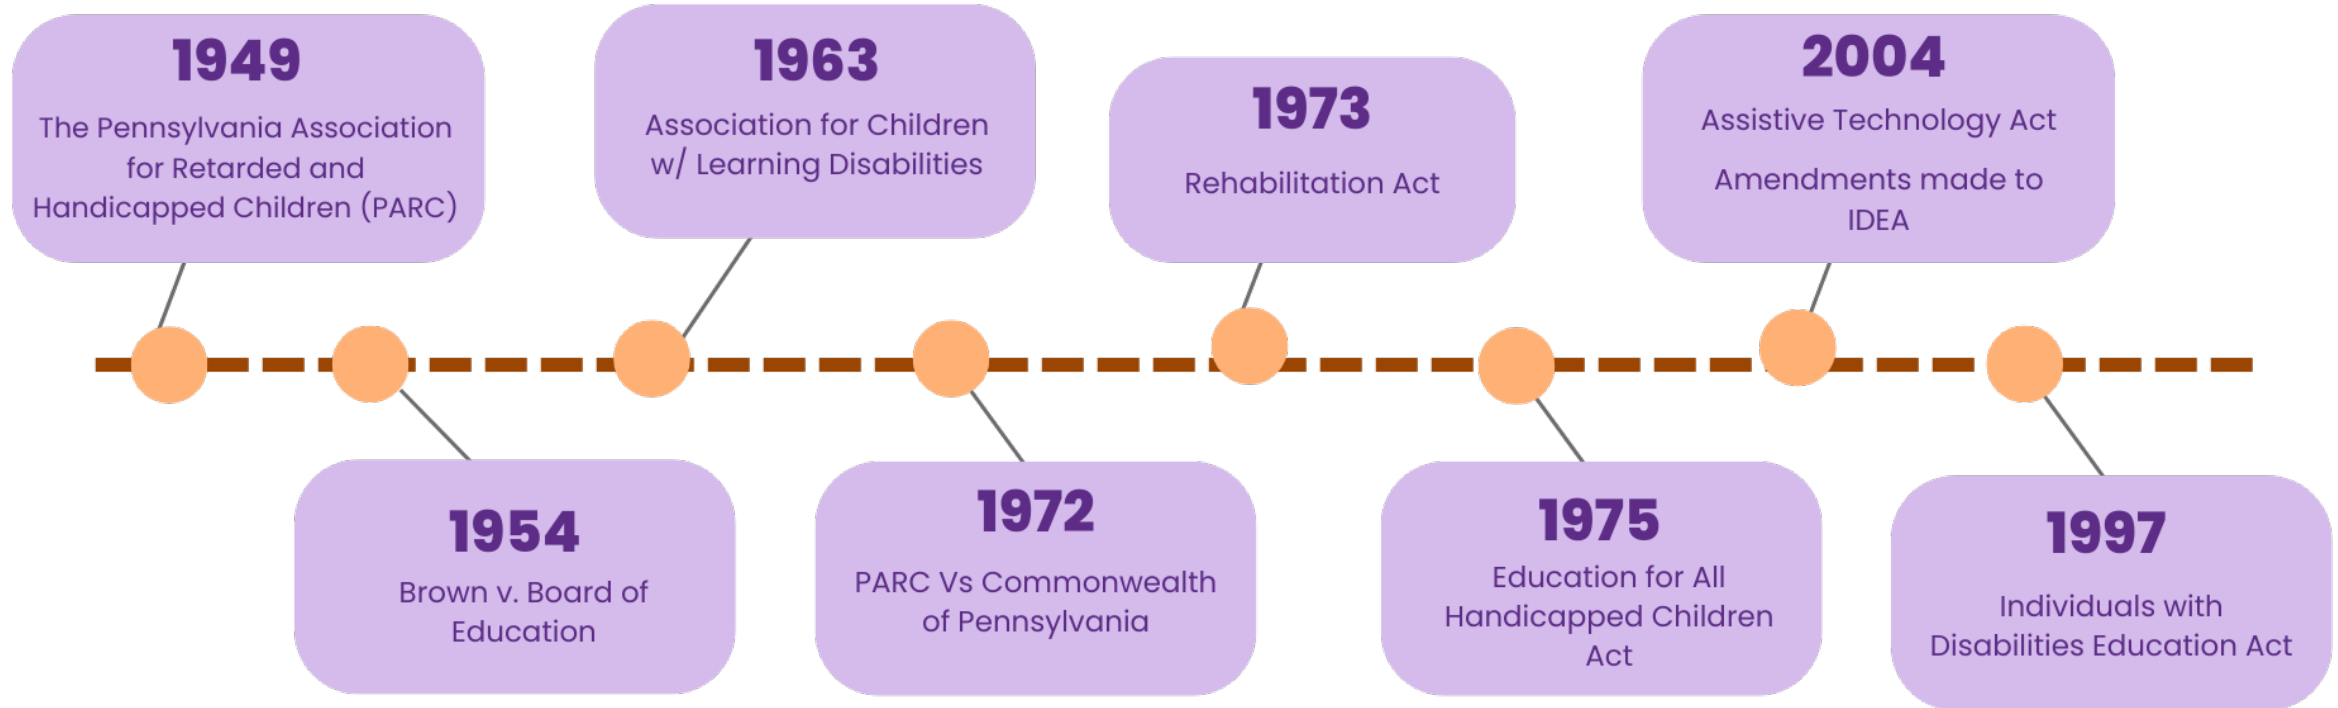 1949
The Pennsylvania Association
for Retarded and
Handicapped Children (PARC)
1954
Brown v. Board of
Education
1963
Association for Children
w/ Learning Disabilities
1972
PARC Vs Commonwealth
of Pennsylvania
1973
Rehabilitation Act
1975
Education for All
Handicapped Children
Act
2004
Assistive Technology Act
Amendments made to
IDEA
1997
Individuals with
Disabilities Education Act